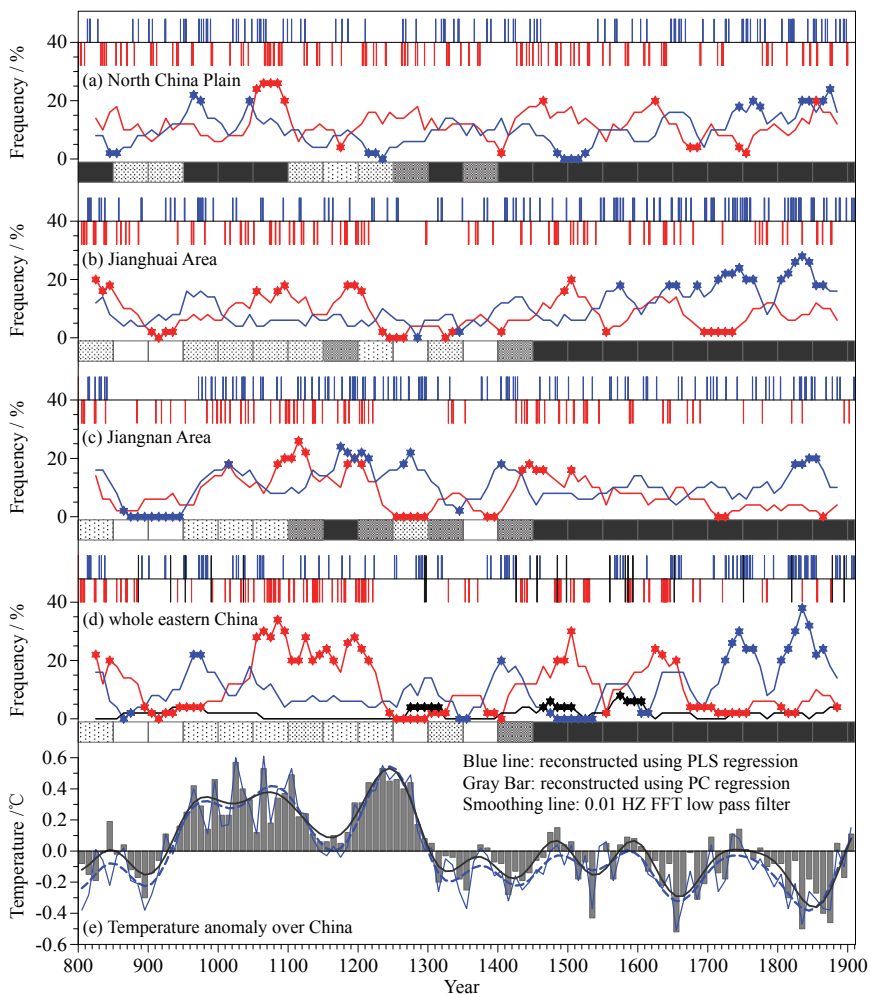 40
20
0
Frequency / %
(a) North China Plain
40
20
0
Frequency / %
(b) Jianghuai Area
40
20
0
Frequency / %
(c) Jiangnan Area
40
20
0
Frequency / %
(d) whole eastern China
0.6
0.4
0.2
0.0
-0.2
-0.4
-0.6
Temperature /℃
Blue line: reconstructed using PLS regression
Gray Bar: reconstructed using PC regression
Smoothing line: 0.01 HZ FFT low pass filter
(e) Temperature anomaly over China
800 900 1000 1100 1200 1300 1400 1500 1600 1700 1800 1900
Year